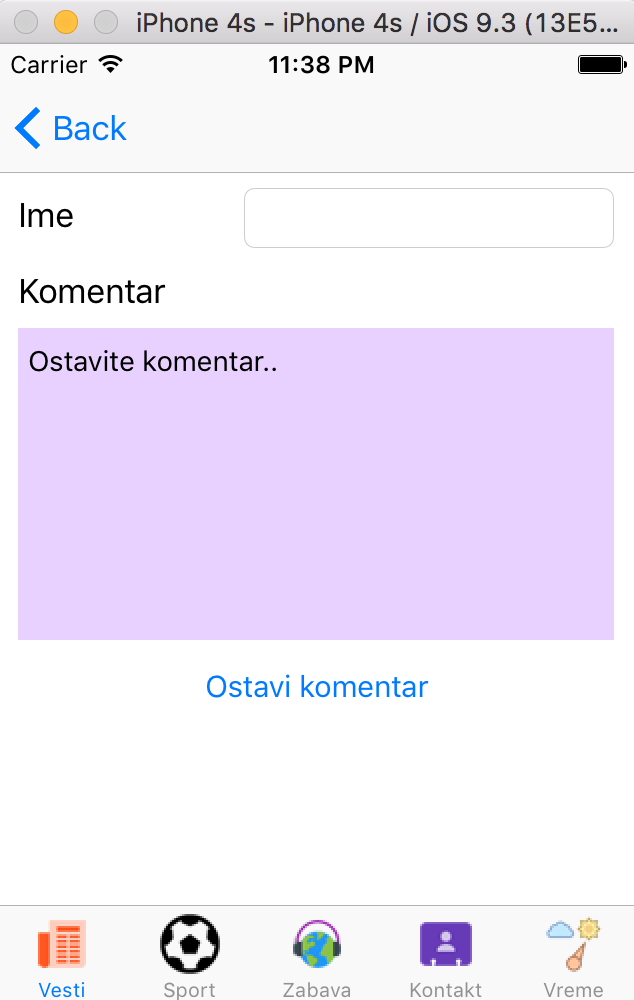 iPhone 4s - iPhone 4s / iOS 9.3 (13E5...
Carrier 11:38 PM
Back
Ime
Komentar
Ostavite komentar..
Ostavi komentar
Vesti Sport Zabava Kontakt Vreme